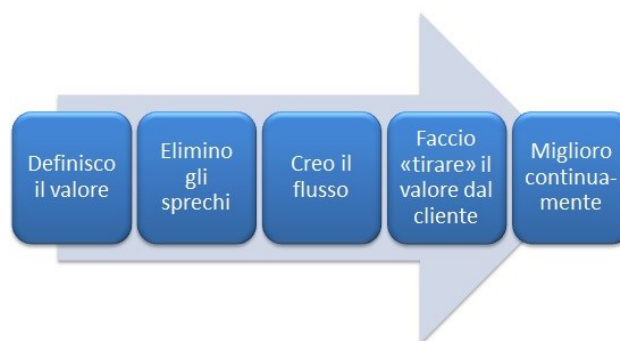 Definisco
il valore
Elimino
gli
sprechi
Creo il
flusso
Faccio
«tirare» il
valore dal
cliente
Miglioro
continua-
mente